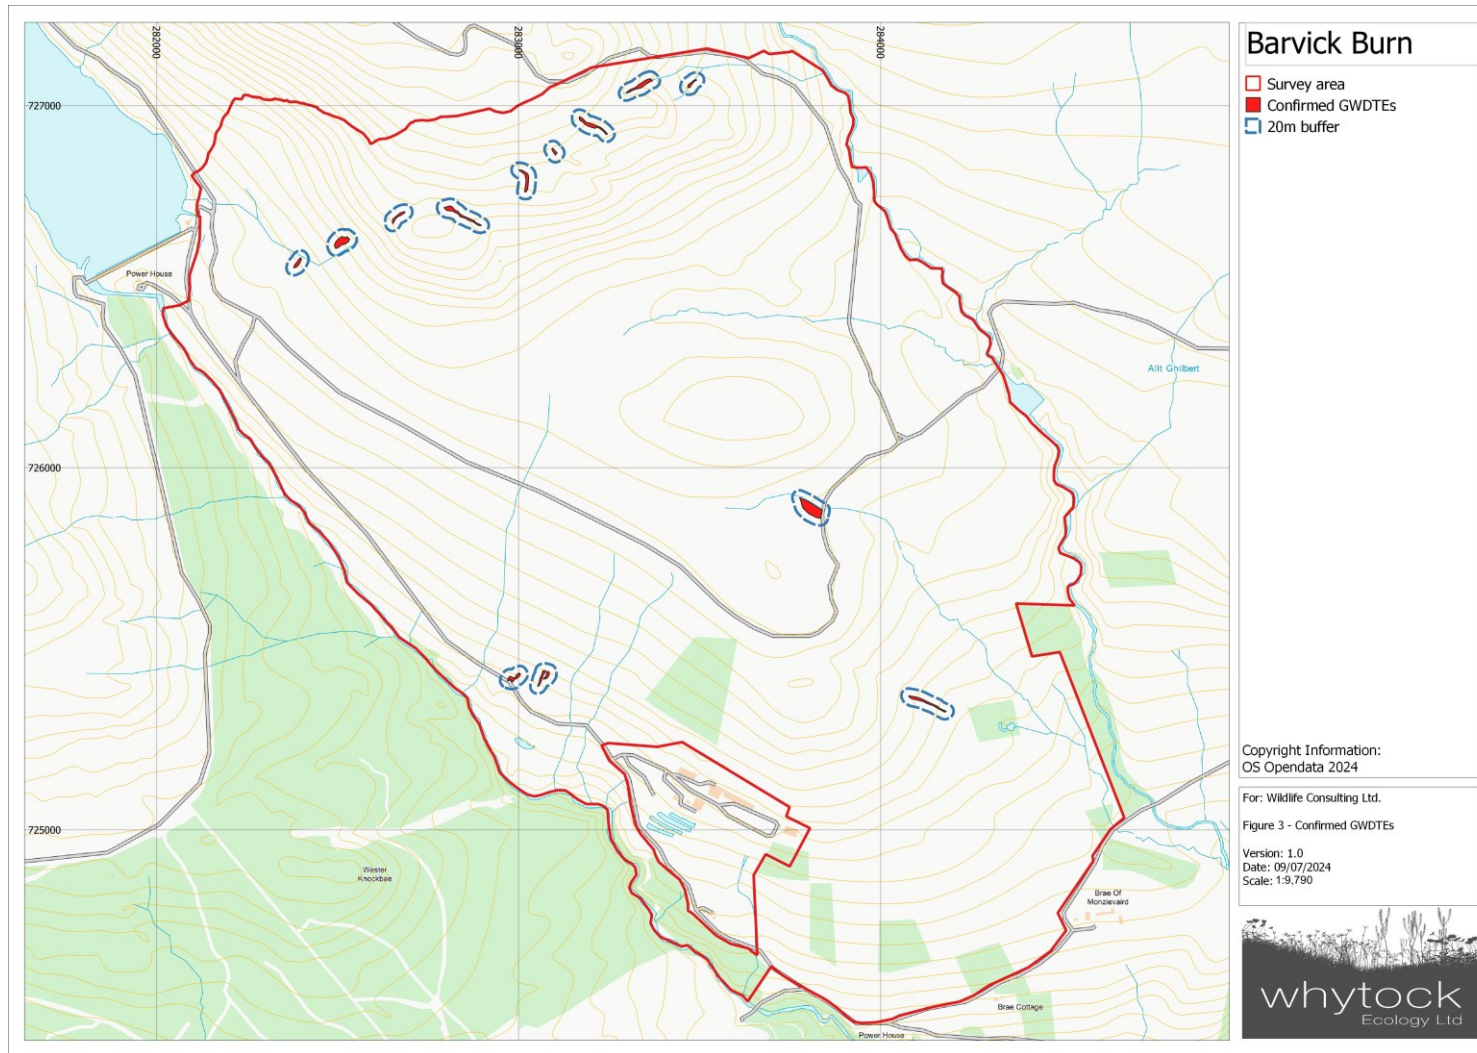 Barvick Burn
Survey area
Confirmed GWDTEs
20m buffer
282000
283000
284000
727000
726000
725000
Power House
Allt Ghilbert
Wester
Knockbae
Brae Of
Monzievaird
Brae Cottage
Power House
Copyright Information:
OS Opendata 2024
For: Wildlife Consulting Ltd.
Figure 3 - Confirmed GWDTEs
Version: 1.0
Date: 09/07/2024
Scale: 1:9,790
whytock
Ecology Ltd